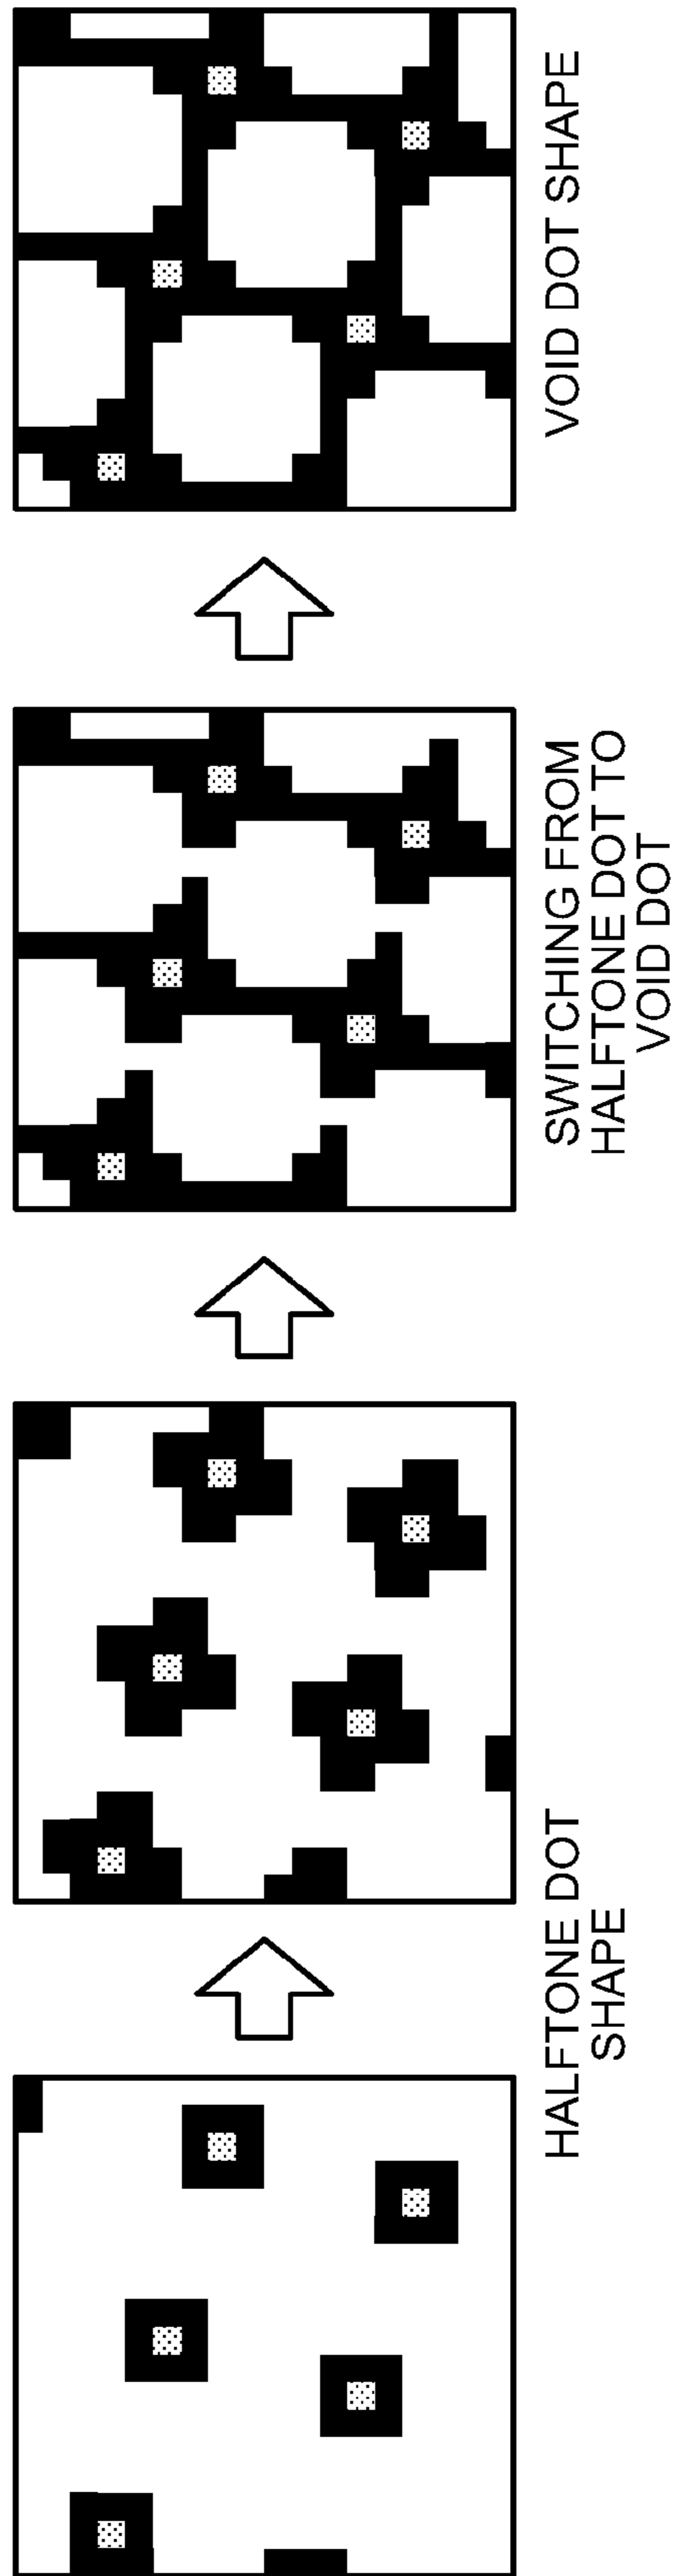 HALFTONE DOT
SHAPE
SWITCHING FROM
HALFTONE DOT TO
VOID DOT
VOID DOT SHAPE